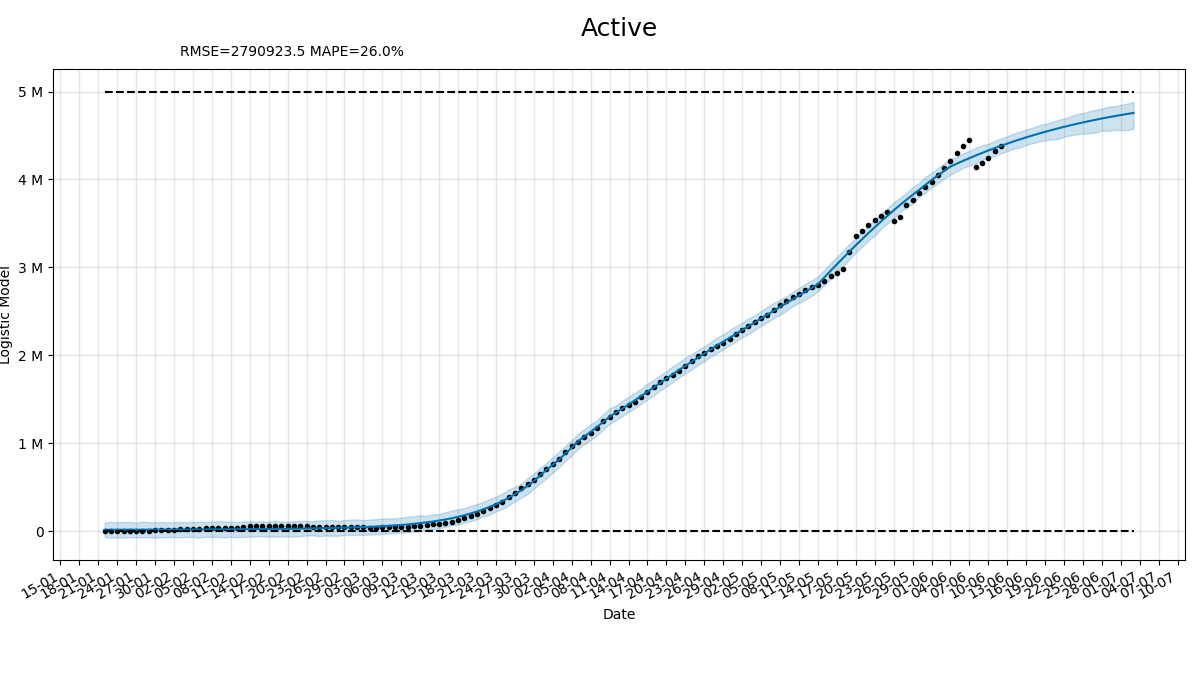 Active
RMSE=2790923.5 MAPE=26.0%
5 M
4 M
3 M
2 M
1 M
0
Logistic Model
15-01 18-01 21-01 24-01 27-01 30-01 02-02 05-02 08-02 11-02 14-02 17-02 20-02 23-02 26-02 29-02 03-03 06-03 09-03 12-03 15-03 18-03 21-03 24-03 27-03 30-03 02-04 05-04 08-04 11-04 14-04 17-04 20-04 23-04 26-04 29-04 02-05 05-05 08-05 11-05 14-05 17-05 20-05 23-05 26-05 29-05 01-06 04-06 07-06 10-06 13-06 16-06 19-06 22-06 25-06 28-06 01-07 04-07 07-07 10-07
Date